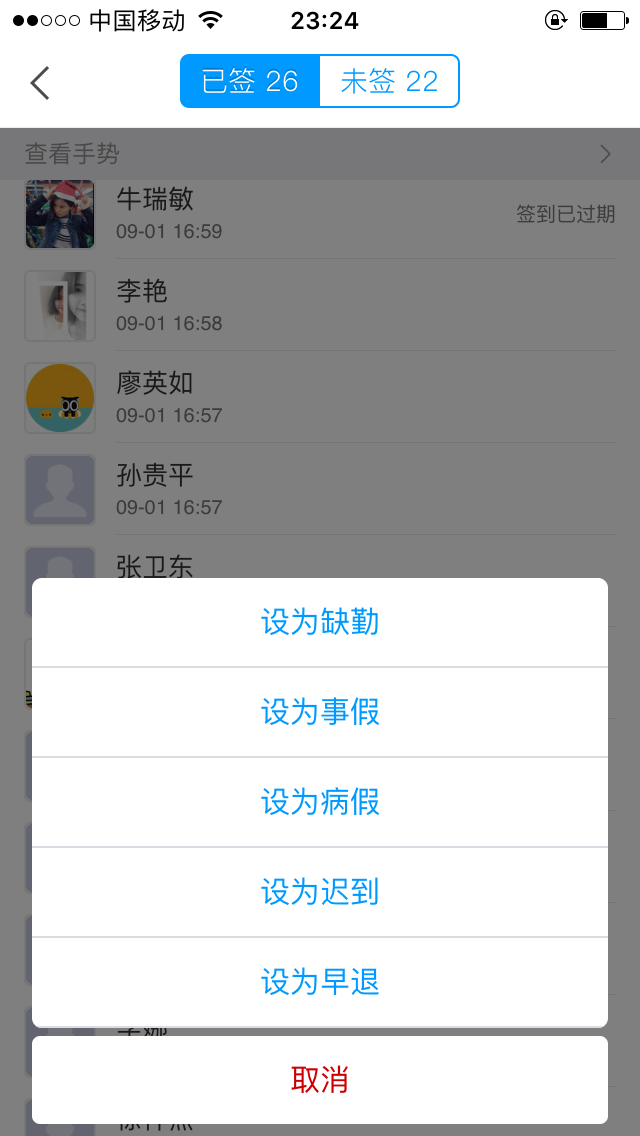 中国移动 23:24
已签 26 未签 22
查看手势
牛瑞敏
09-01 16:59
签到已过期
李艳
09-01 16:58
廖英如
09-01 16:57
孙贵平
09-01 16:57
张卫东
设为缺勤
设为事假
设为病假
设为迟到
设为早退
取消